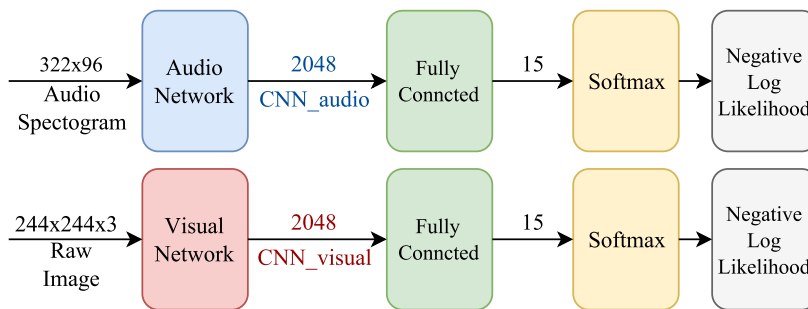 322x96
Audio
Spectogram
Audio
Network
2048
CNN_audio
Fully
Conncted
15
Softmax
Negative
Log
Likelihood
244x244x3
Raw
Image
Visual
Network
2048
CNN_visual
Fully
Conncted
15
Softmax
Negative
Log
Likelihood